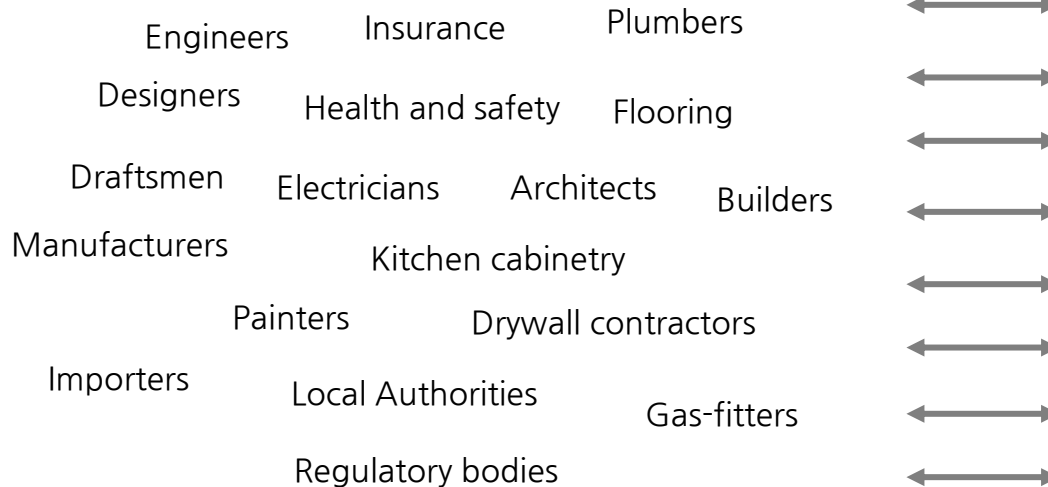 Engineers
Insurance
Plumbers
Designers
Health and safety
Flooring
Draftsmen
Electricians
Architects
Builders
Manufacturers
Kitchen cabinetry
Painters
Drywall contractors
Importers
Local Authorities
Gas-fitters
Regulatory bodies